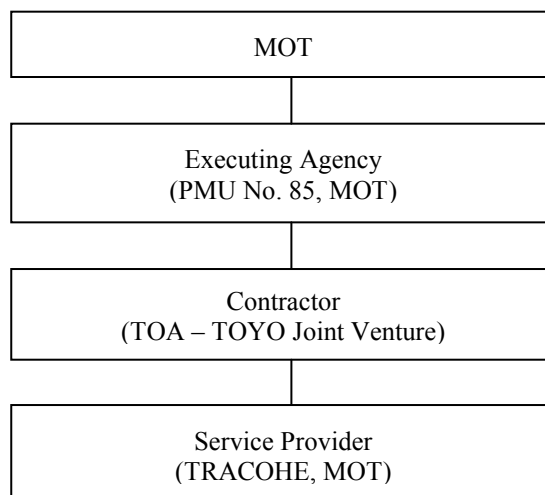 MOT
Executing Agency
(PMU No. 85, MOT)
Contractor
(TOA – TOYO Joint Venture)
Service Provider
(TRACOHE, MOT)